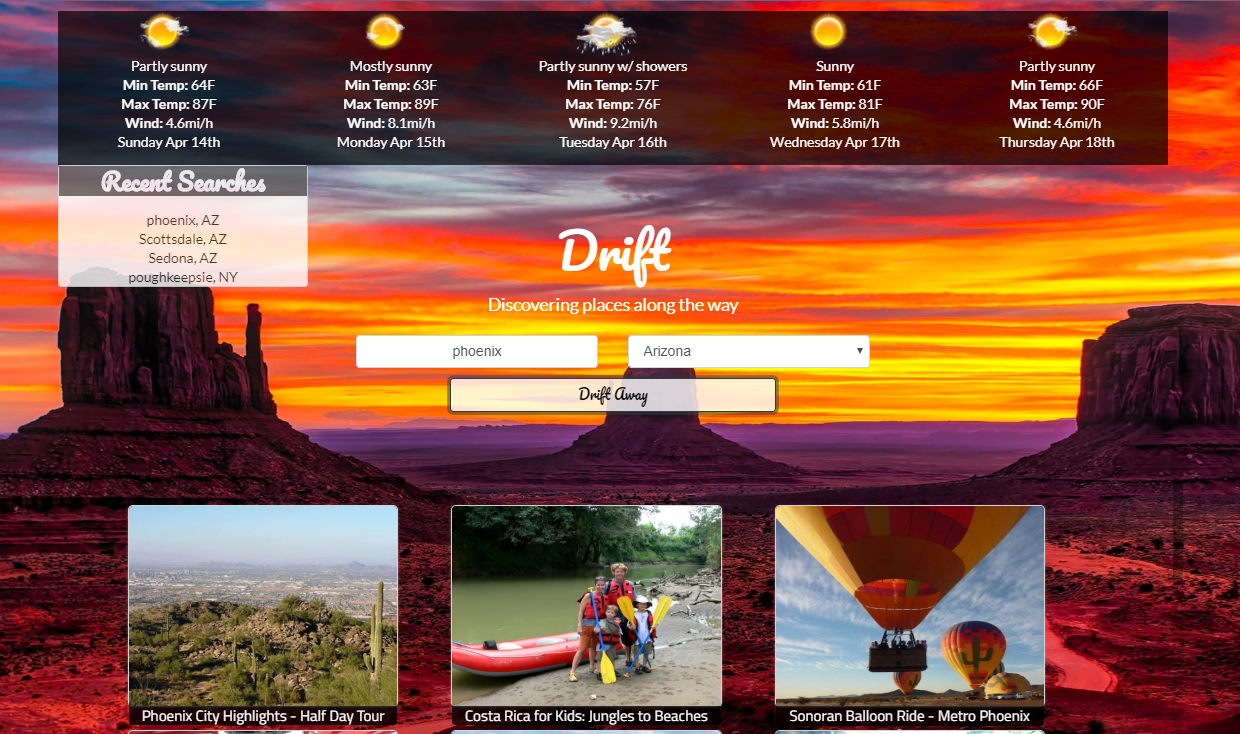 Partly sunny
Min Temp: 64F
Max Temp: 87F
Wind: 4.6mi/h
Sunday Apr 14th
Mostly sunny
Min Temp: 63F
Max Temp: 89F
Wind: 8.1mi/h
Monday Apr 15th
Partly sunny w/ showers
Min Temp: 57F
Max Temp: 76F
Wind: 9.2mi/h
Tuesday Apr 16th
Sunny
Min Temp: 61F
Max Temp: 81F
Wind: 5.8mi/h
Wednesday Apr 17th
Partly sunny
Min Temp: 66F
Max Temp: 90F
Wind: 4.6mi/h
Thursday Apr 18th
Recent Searches
phoenix, AZ
Scottsdale, AZ
Sedona, AZ
poughkeepsie, NY
Drift
Discovering places along the way
phoenix
Arizona
Drift Away
Phoenix City Highlights - Half Day Tour
Costa Rica for Kids: Jungles to Beaches
Sonoran Balloon Ride - Metro Phoenix